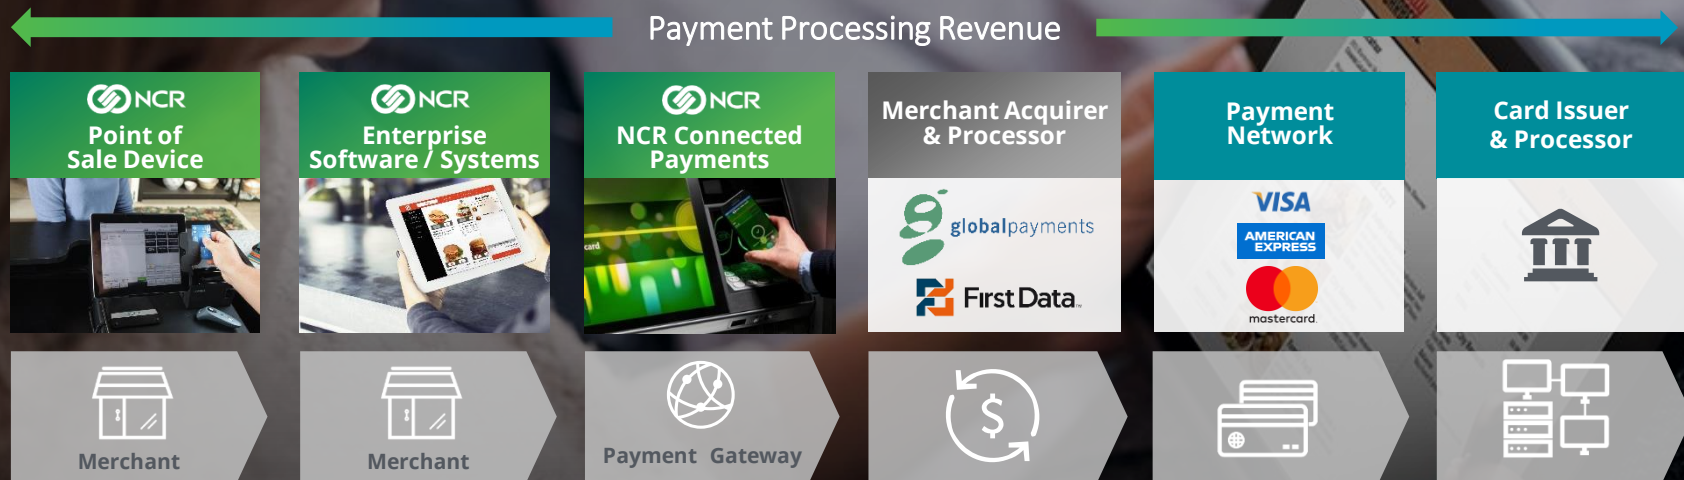 Payment Processing Revenue
NCR
Point of
Sale Device
NCR
Enterprise
Software / Systems
NCR
NCR Connected
Payments
Merchant Acquirer
& Processor
Payment
Network
Card Issuer
& Processor
card
globalpayments
First Data
VISA
AMERICAN
EXPRESS
mastercard
$
Merchant
Merchant
Payment Gateway